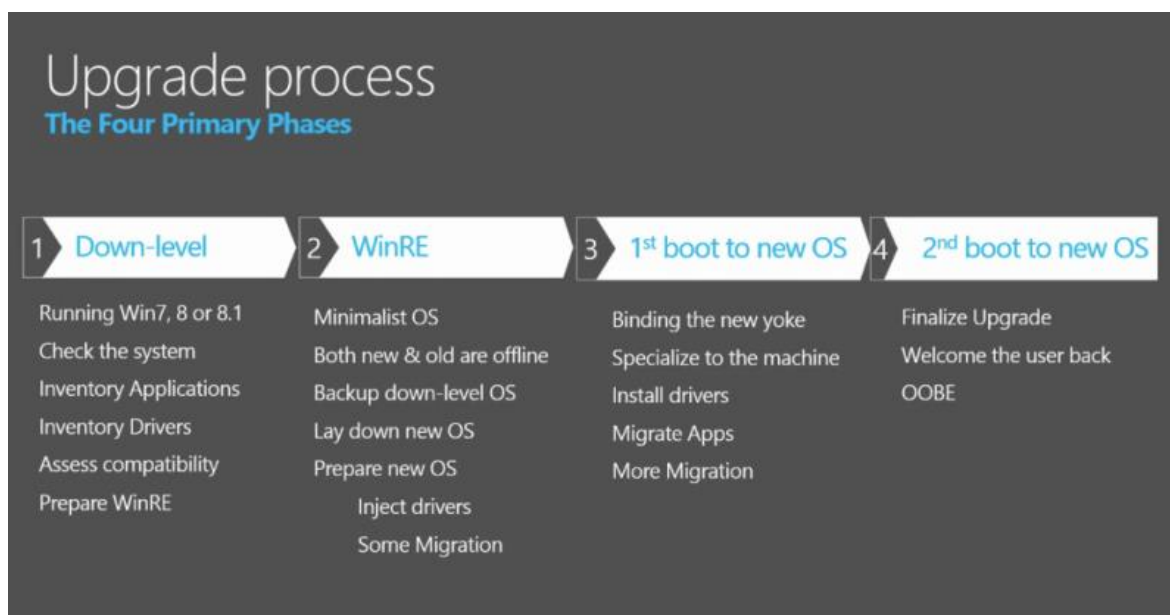 Upgrade process
The Four Primary Phases
1 Down-level
Running Win7, 8 or 8.1
Check the system
Inventory Applications
Inventory Drivers
Assess compatibility
Prepare WinRE
2 WinRE
Minimalist OS
Both new & old are offline
Backup down-level OS
Lay down new OS
Prepare new OS
Inject drivers
Some Migration
3 1st boot to new OS
Binding the new yoke
Specialize to the machine
Install drivers
Migrate Apps
More Migration
4 2nd boot to new OS
Finalize Upgrade
Welcome the user back
OOBE